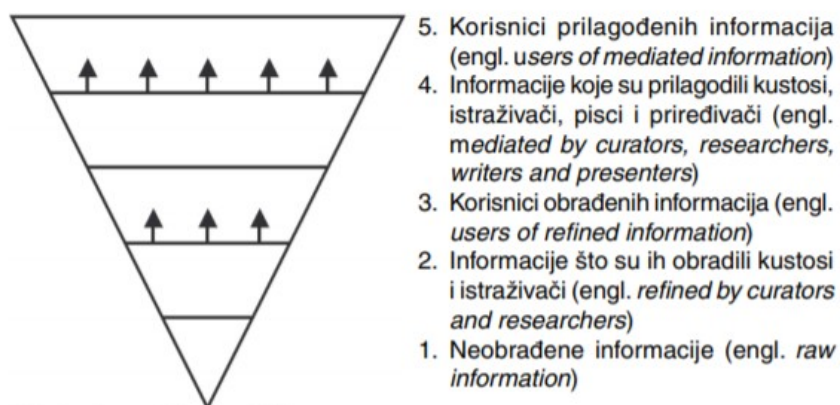 5. Korisnici prilagođenih informacija
(engl. users of mediated information)
4. Informacije koje su prilagodili kustosi,
istraživači, pisci i priređivači (engl.
mediated by curators, researchers,
writers and presenters)
3. Korisnici obrađenih informacija (engl.
users of refined information)
2. Informacije što su ih obradili kustosi
i istraživači (engl. refined by curators
and researchers)
1. Neobrađene informacije (engl. raw
information)